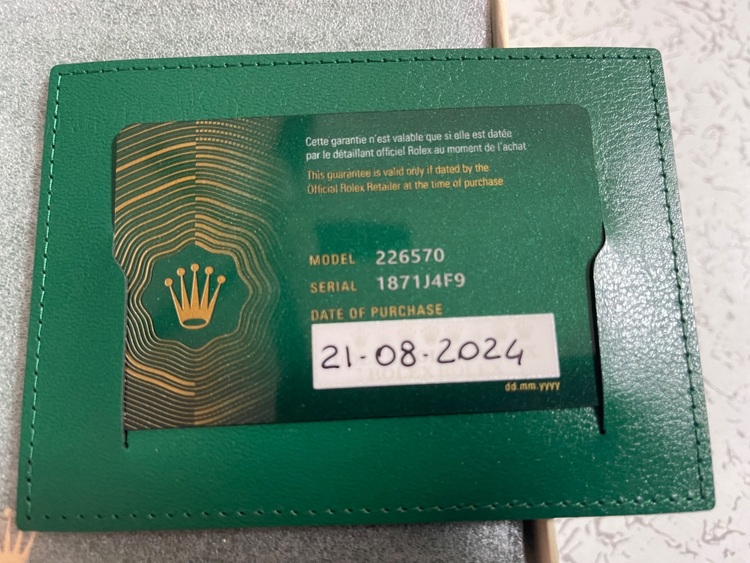 Cette garantie n'est valable que si elle est datée
par le détaillant officiel Rolex au moment de l'achat
This guarantee is valid only if dated by the
Official Rolex Retailer at the time of purchase
MODEL 226570
SERIAL 1871J4F9
DATE OF PURCHASE
21-08-2024
dd.mm.yyyy